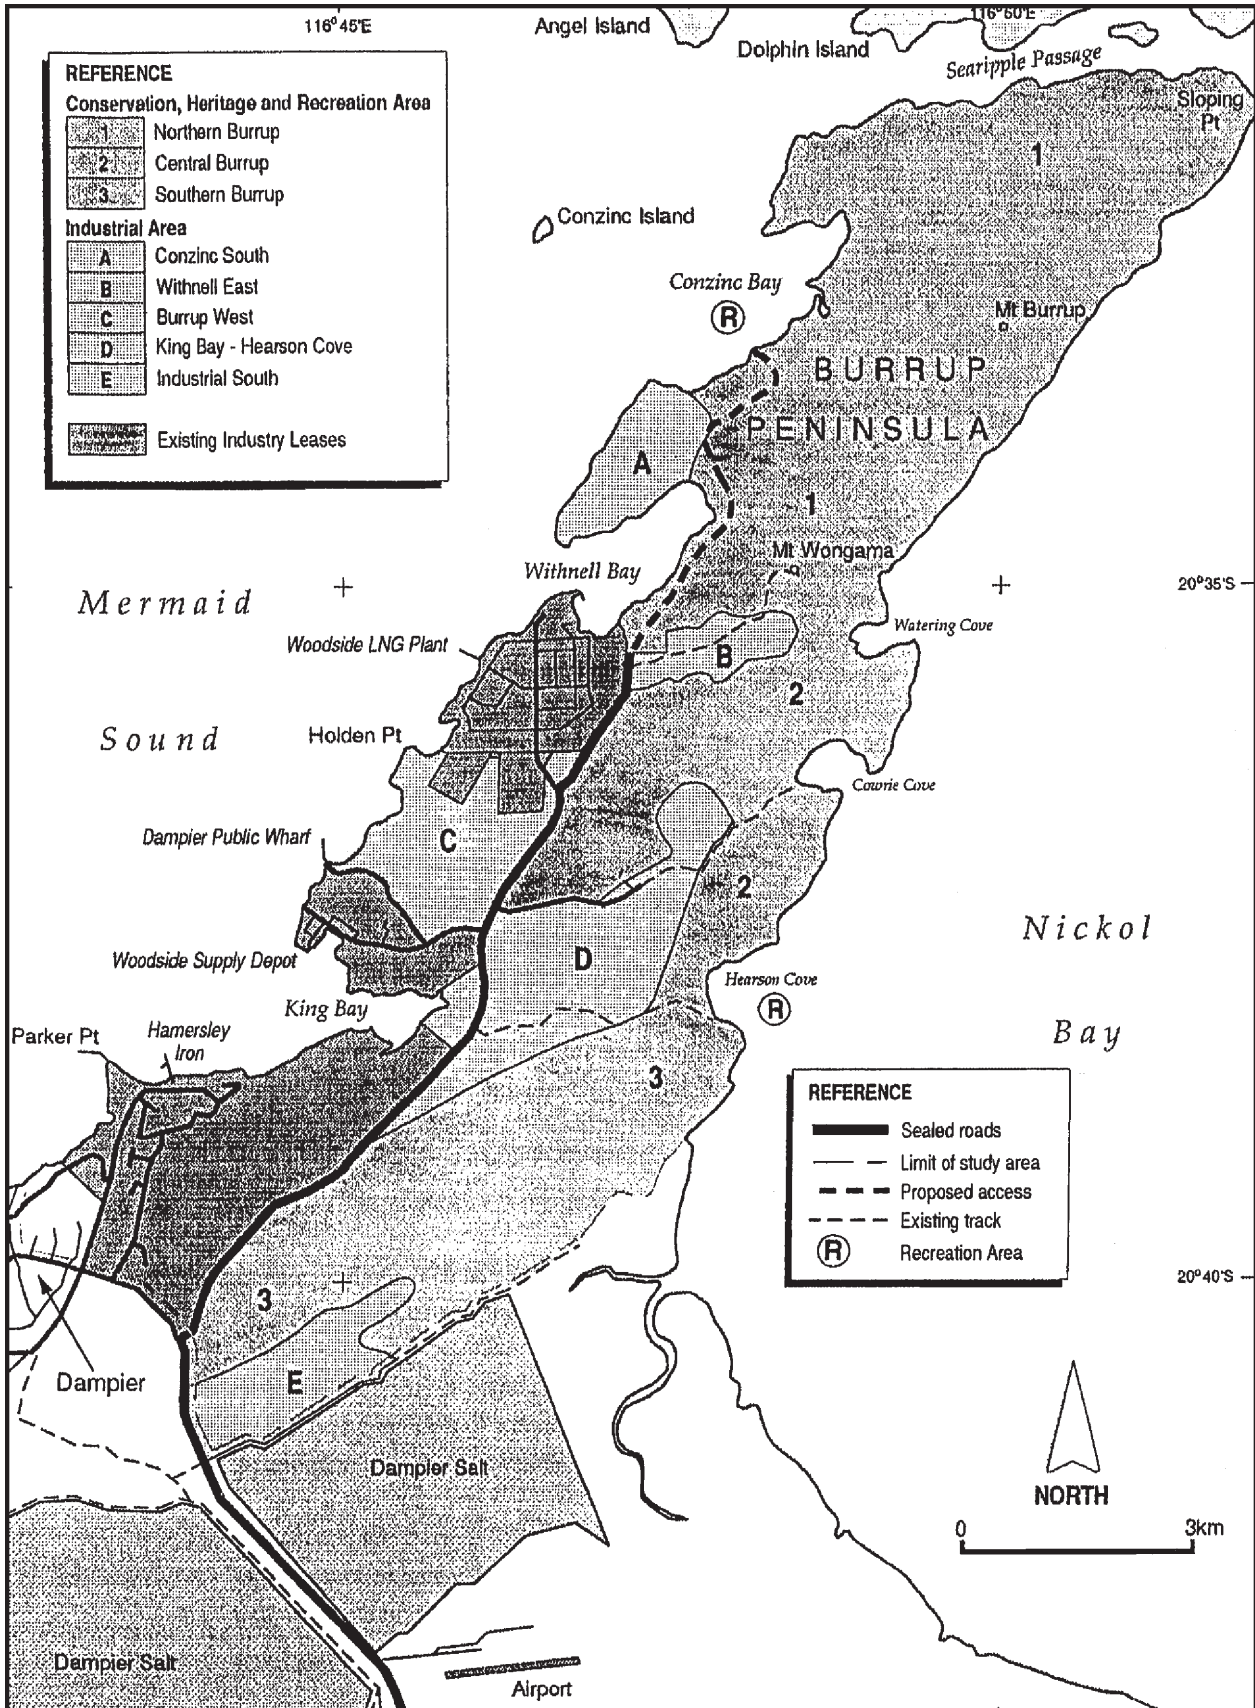 116°45'E
Angel Island
116°50'E
Dolphin Island
Searipple Passage
Sloping
Pt
REFERENCE
Conservation, Heritage and Recreation Area
1 Northern Burrup
2 Central Burrup
3 Southern Burrup
Industrial Area
A Conzinc South
B Withnell East
C Burrup West
D King Bay - Hearson Cove
E Industrial South
Existing Industry Leases
1
Conzinc Island
Conzinc Bay
R
Mt Burrup
BURRUP
PENINSULA
A
1
Mt Wongama
Withnell Bay
Mermaid
20°35'S
Watering Cove
Woodside LNG Plant
B
2
Sound
Holden Pt
Cowrie Cove
Dampier Public Wharf
C
2
Nickol
Woodside Supply Depot
D
Hearson Cove
R
King Bay
Parker Pt
Hamersley
Iron
Bay
3
REFERENCE
Sealed roads
Limit of study area
Proposed access
Existing track
R Recreation Area
20°40'S
3
Dampier
E
Dampier Salt
NORTH
0 3km
Dampier Salt
Airport